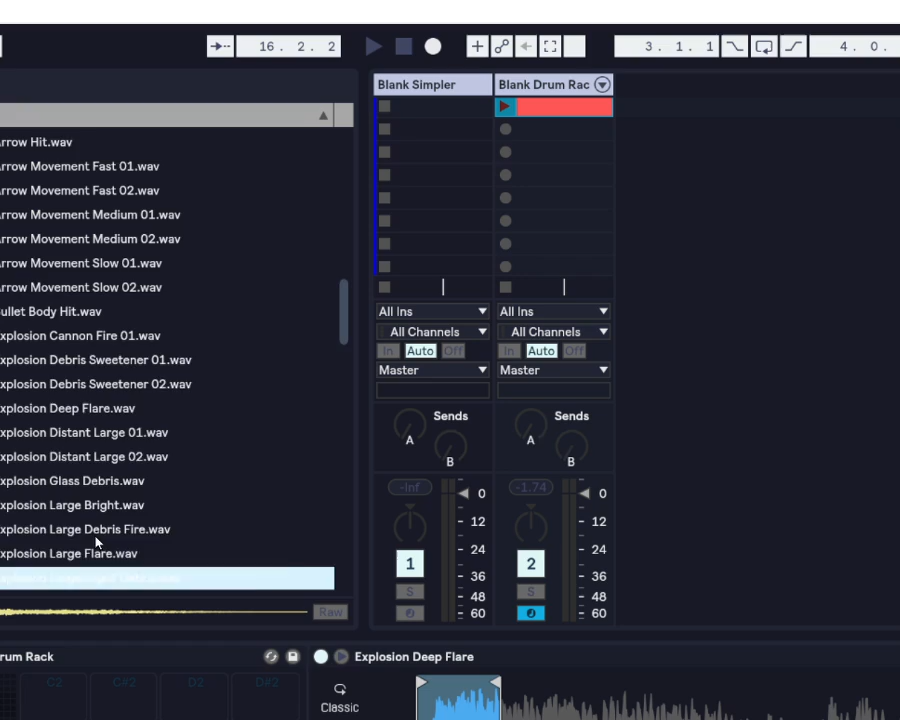 16 . 2 . 2
3 . 1 . 1
4 . 0 .
Blank Simpler
Blank Drum Rac
rrow Hit.wav
rrow Movement Fast 01.wav
rrow Movement Fast 02.wav
rrow Movement Medium 01.wav
rrow Movement Medium 02.wav
rrow Movement Slow 01.wav
rrow Movement Slow 02.wav
ullet Body Hit.wav
xplosion Cannon Fire 01.wav
xplosion Debris Sweetener 01.wav
xplosion Debris Sweetener 02.wav
xplosion Deep Flare.wav
xplosion Distant Large 01.wav
xplosion Distant Large 02.wav
xplosion Glass Debris.wav
xplosion Large Bright.wav
xplosion Large Debris Fire.wav
xplosion Large Flare.wav
Raw
All Ins
All Ins
All Channels
All Channels
In Auto Off
In Auto Off
Master
Master
Sends
A
B
Sends
A
B
-Inf
-1.74
0
12
24
36
48
60
0
12
24
36
48
60
1
S
2
S
rum Rack
C2
C#2
D2
D#2
Explosion Deep Flare
Classic